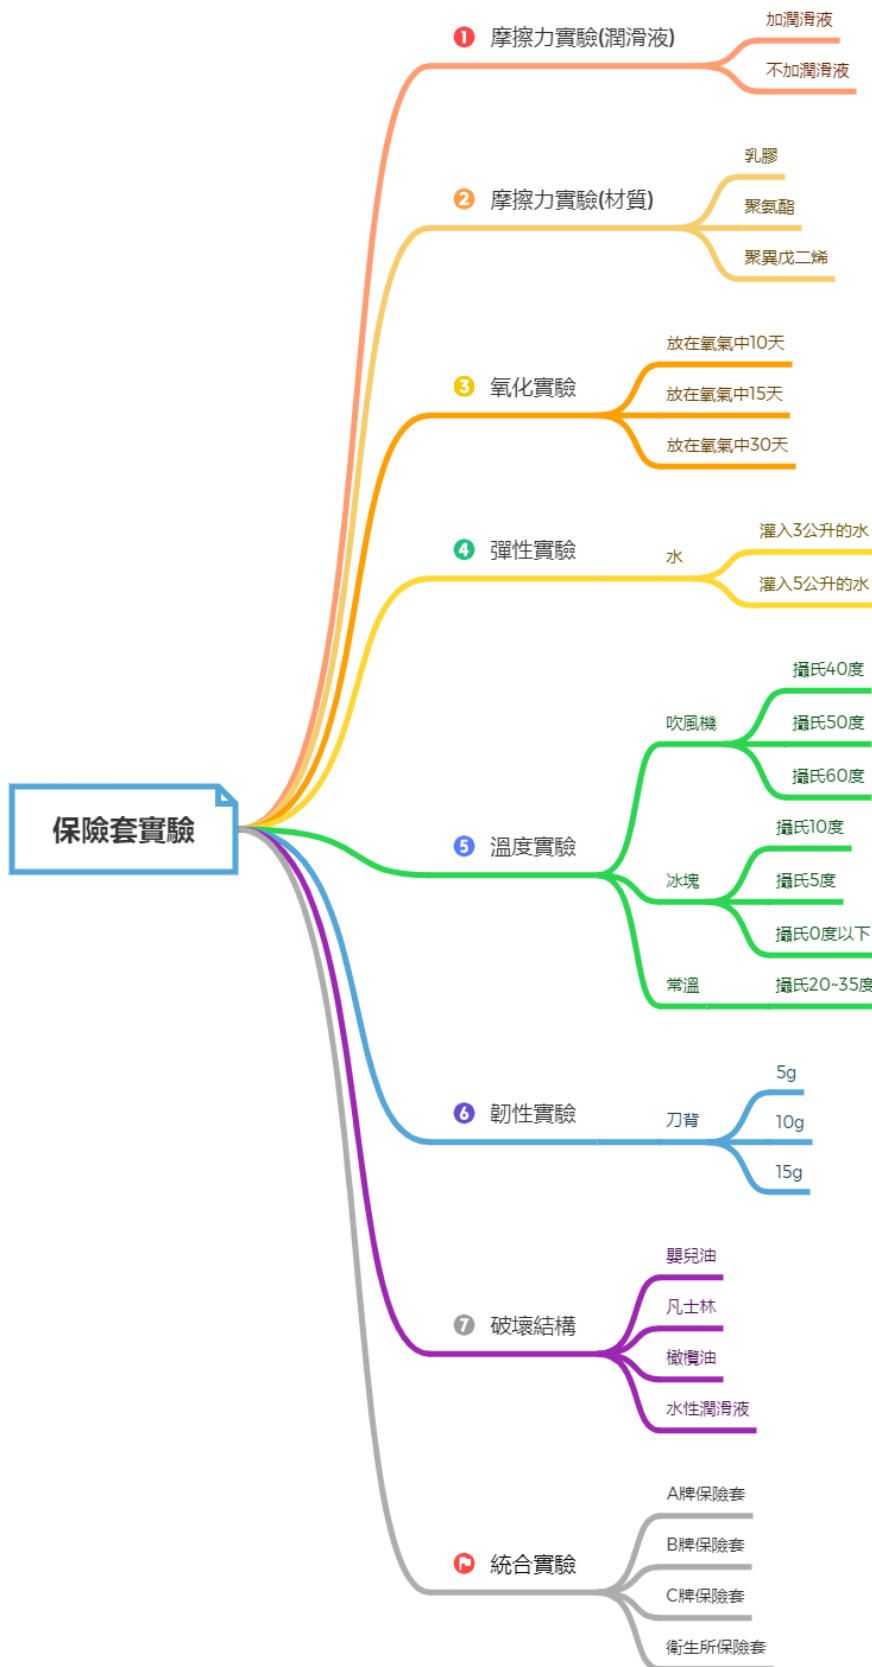 保險套實驗
1 摩擦力實驗(潤滑液)
加潤滑液
不加潤滑液
2 摩擦力實驗(材質)
乳膠
聚氨酯
聚異戊二烯
3 氧化實驗
放在氧氣中10天
放在氧氣中15天
放在氧氣中30天
4 彈性實驗
水
灌入3公升的水
灌入5公升的水
5 溫度實驗
吹風機
攝氏40度
攝氏50度
攝氏60度
冰塊
攝氏10度
攝氏5度
攝氏0度以下
常溫
攝氏20~35度
6 韌性實驗
刀背
5g
10g
15g
7 破壞結構
嬰兒油
凡士林
橄欖油
水性潤滑液
統合實驗
A牌保險套
B牌保險套
C牌保險套
衛生所保險套